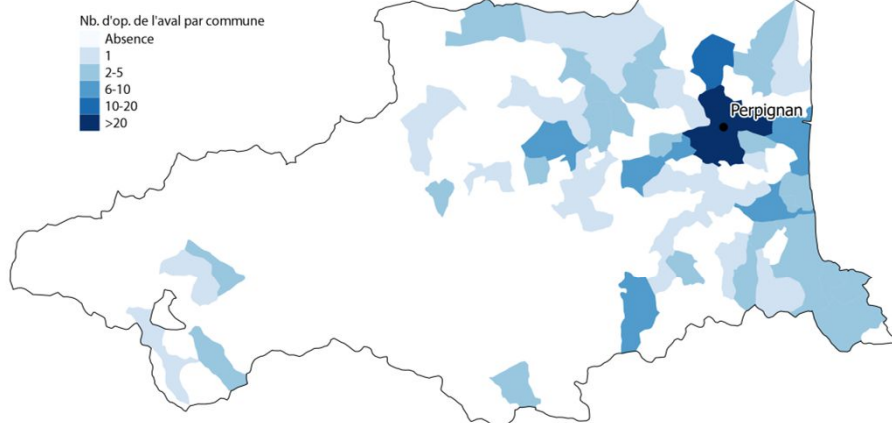 Nb. d'op. de l'aval par commune
Absence
1
2-5
6-10
10-20
>20
Perpignan